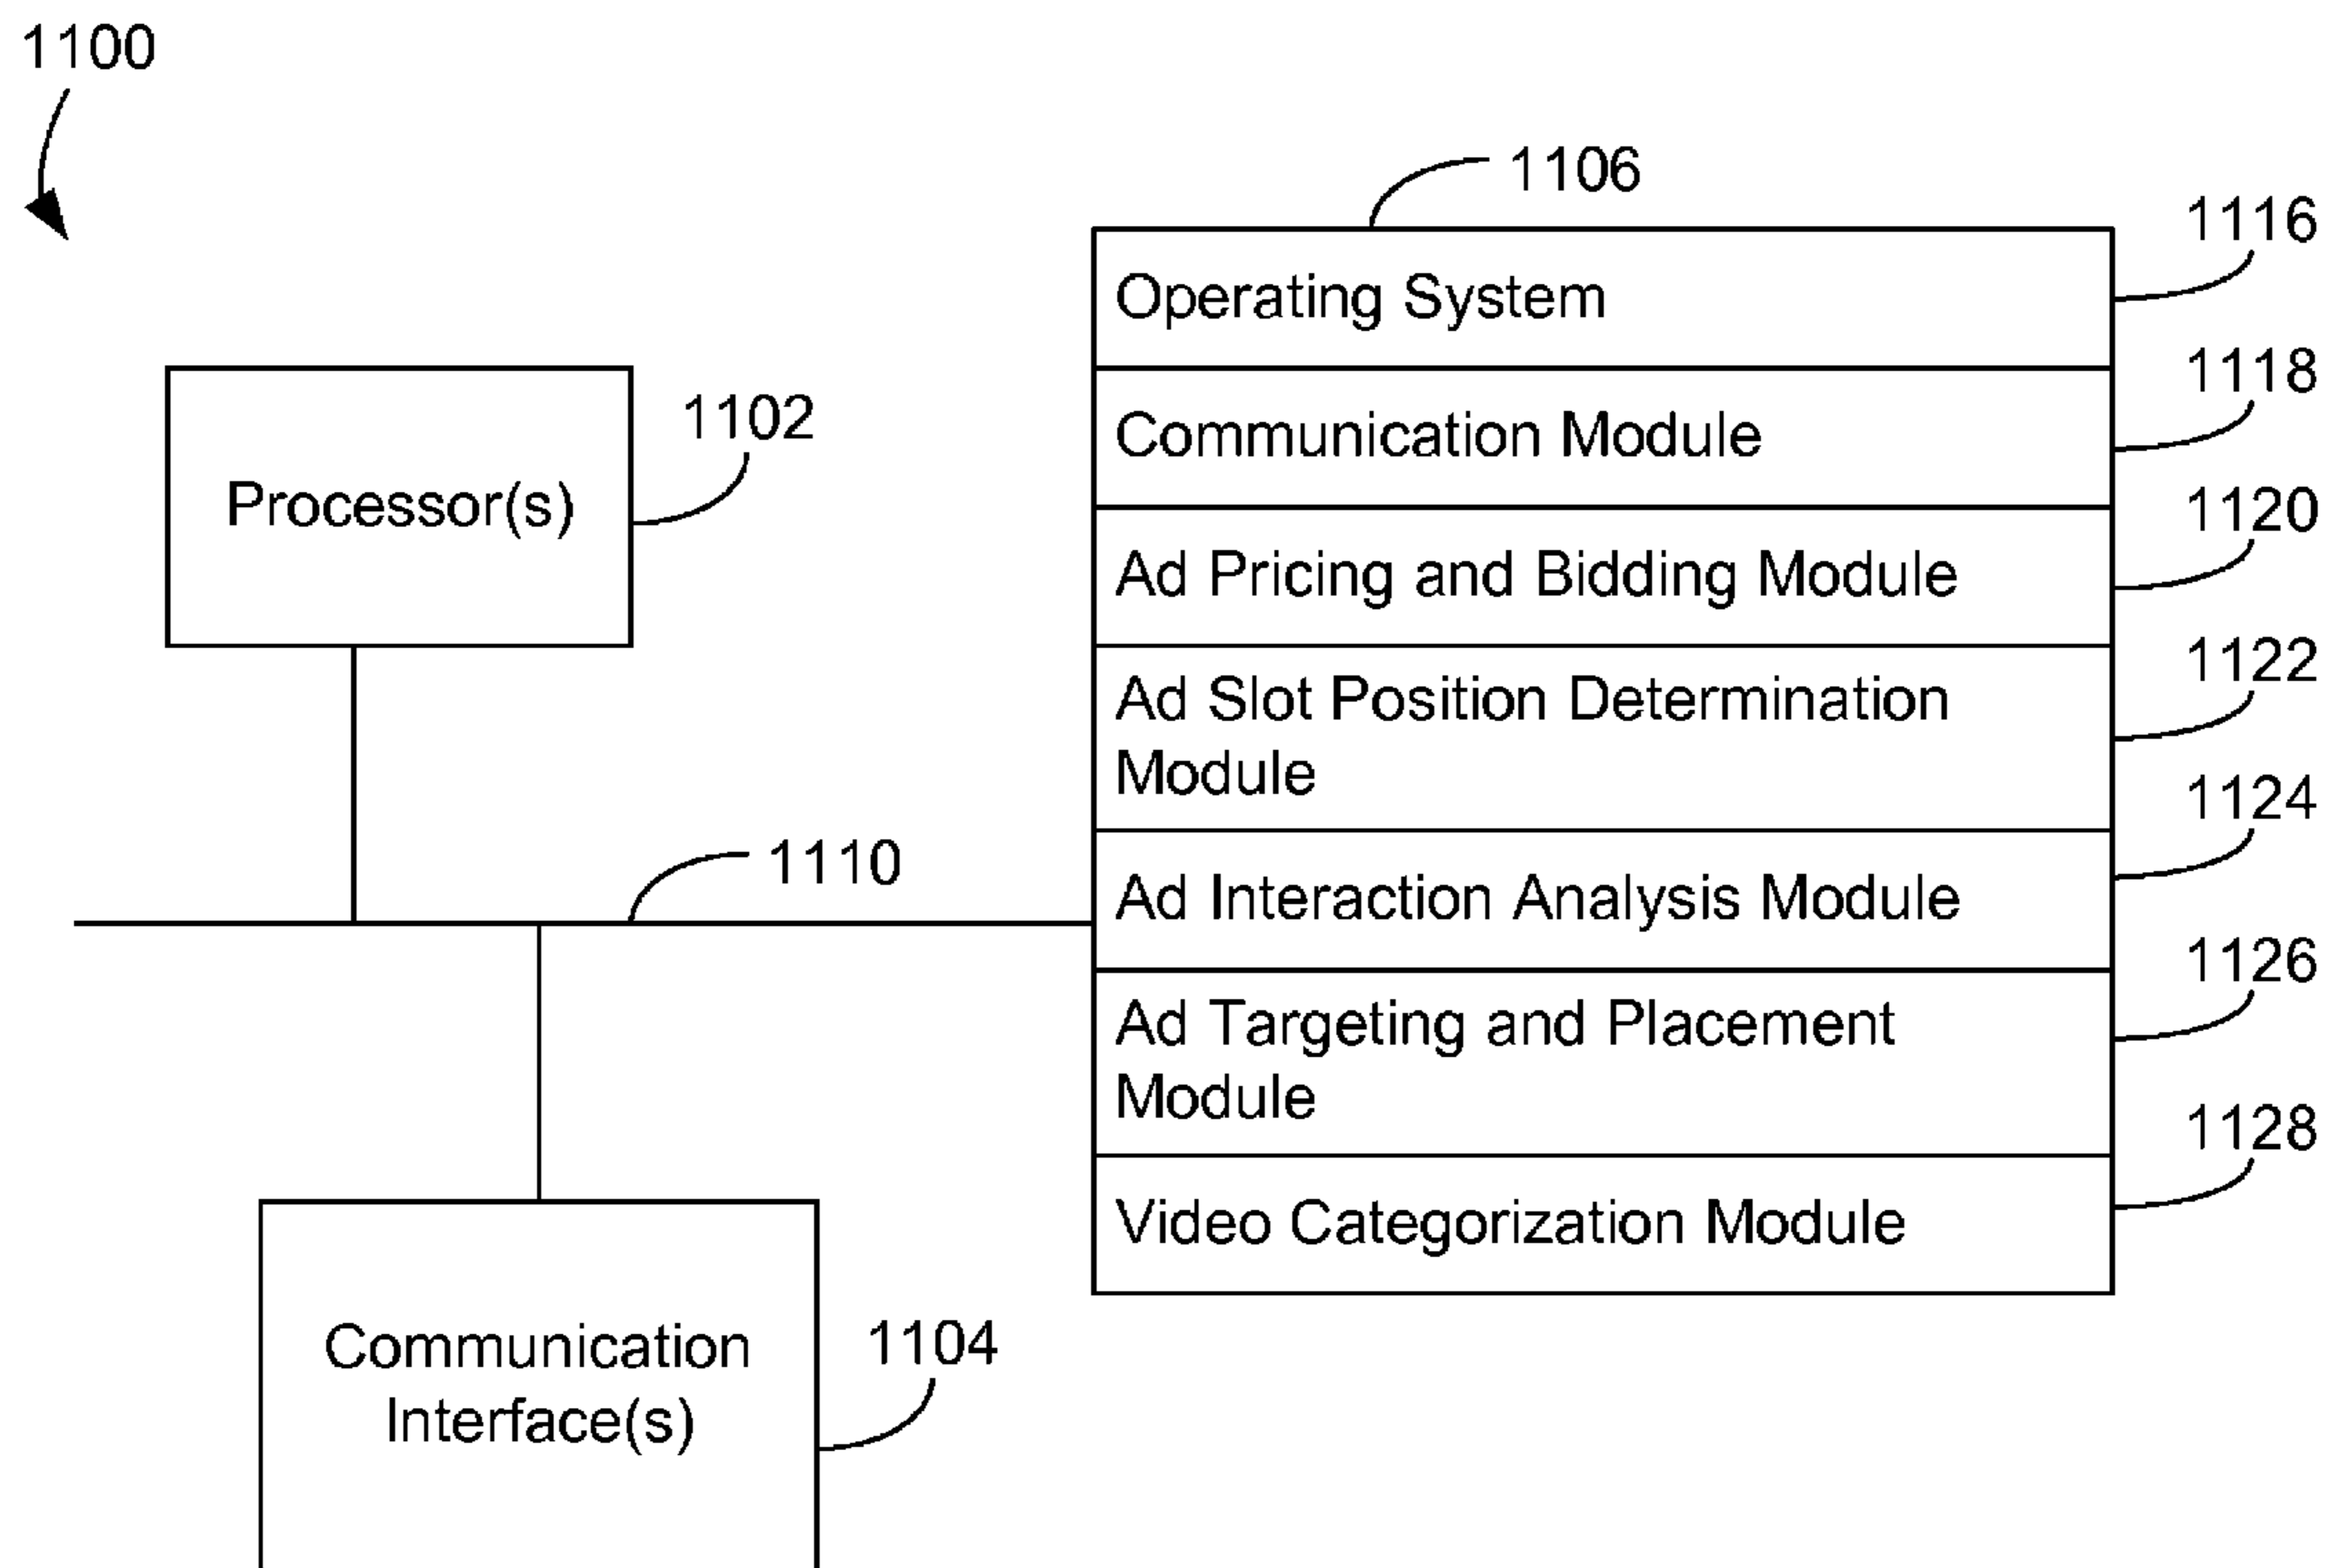 1100
1106
1116
Operating System
1118
Communication Module
1102
Processor(s)
1120
Ad Pricing and Bidding Module
1122
Ad Slot Position Determination
Module
1124
1110
Ad Interaction Analysis Module
1126
Ad Targeting and Placement
Module
1128
Video Categorization Module
1104
Communication
Interface(s)